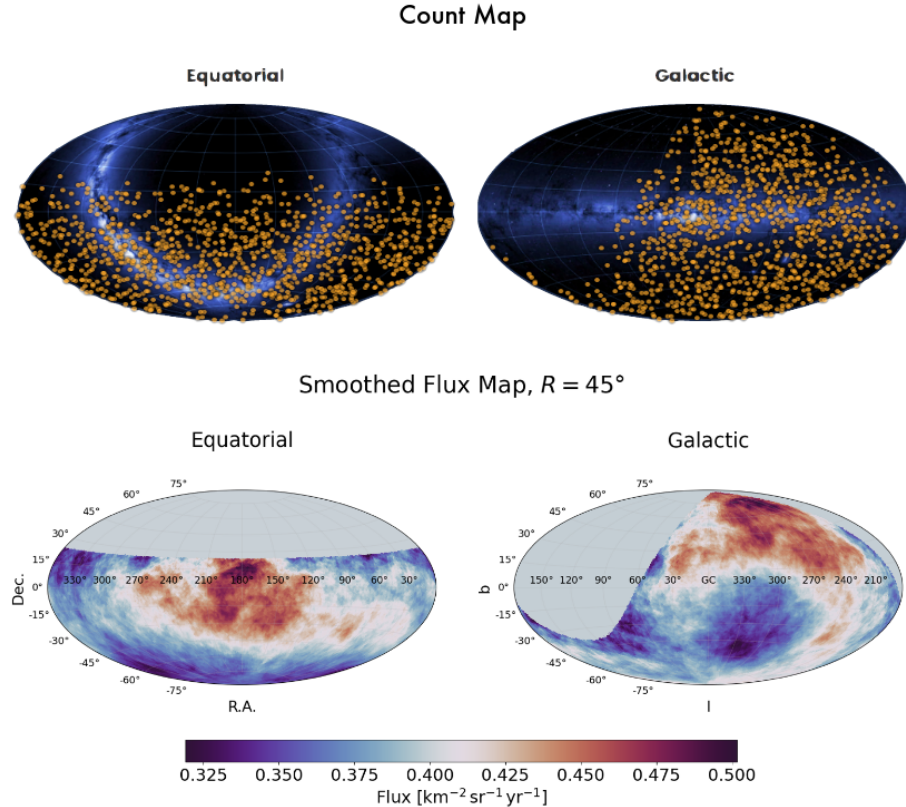 Count Map
Equatorial Galactic
Smoothed Flux Map, R = 45°
Equatorial Galactic
75° 75°
60° 60°
45° 45°
30° 30°
15° 15°
Dec. 0° 330° 300° 270° 240° 210° 180° 120° 90° 60° 30° b 0° 150° 120° 90° 60° 30° GC 330° 300° 270° 240° 210°
-15° -15°
-30° -30°
-45° -45°
-60° -60°
-75° -75°
R.A. l
0.325 0.350 0.375 0.400 0.425 0.450 0.475 0.500
Flux [km⁻² sr⁻¹ yr⁻¹]